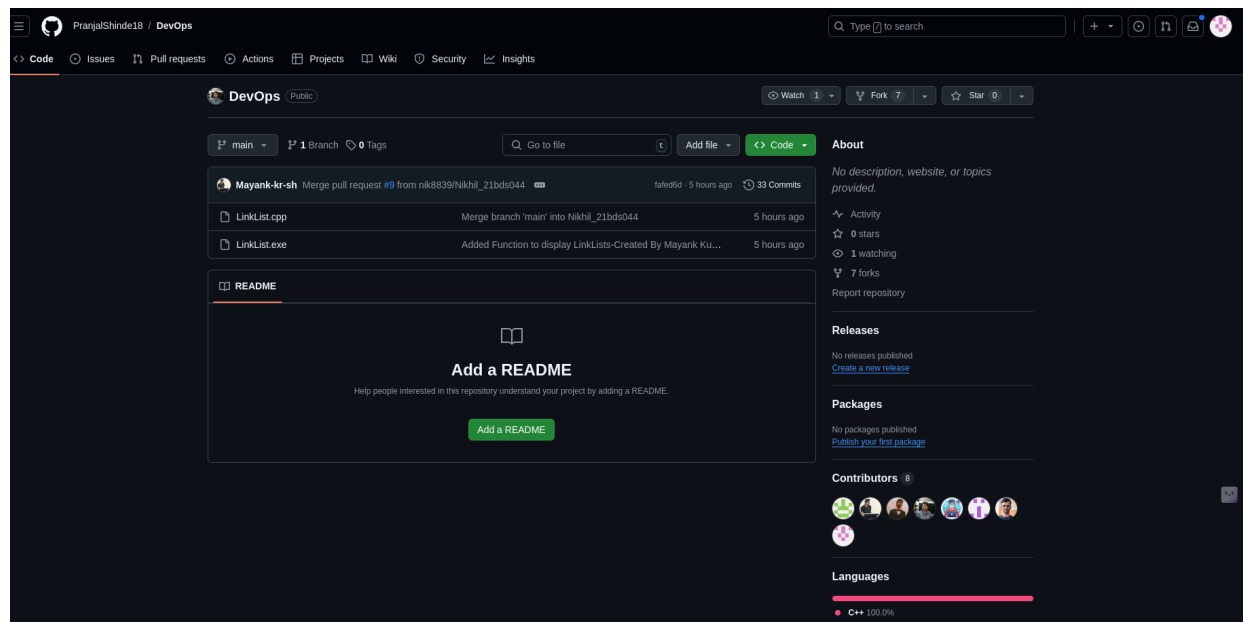 PranjalShinde18 / DevOps
Type / to search
Code Issues Pull requests Actions Projects Wiki Security Insights
DevOps Public
Watch 1 Fork 7 Star 0
main 1 Branch 0 Tags Go to file t Add file Code
Mayank-kr-sh Merge pull request #9 from nik8839/Nikhil_21bds044 fafed6d · 5 hours ago 33 Commits
LinkList.cpp Merge branch 'main' into Nikhil_21bds044 5 hours ago
LinkList.exe Added Function to display LinkLists-Created By Mayank Ku... 5 hours ago
README
Add a README
Help people interested in this repository understand your project by adding a README.
Add a README
About
No description, website, or topics
provided.
Activity
0 stars
1 watching
7 forks
Report repository
Releases
No releases published
Create a new release
Packages
No packages published
Publish your first package
Contributors 8
Languages
C++ 100.0%